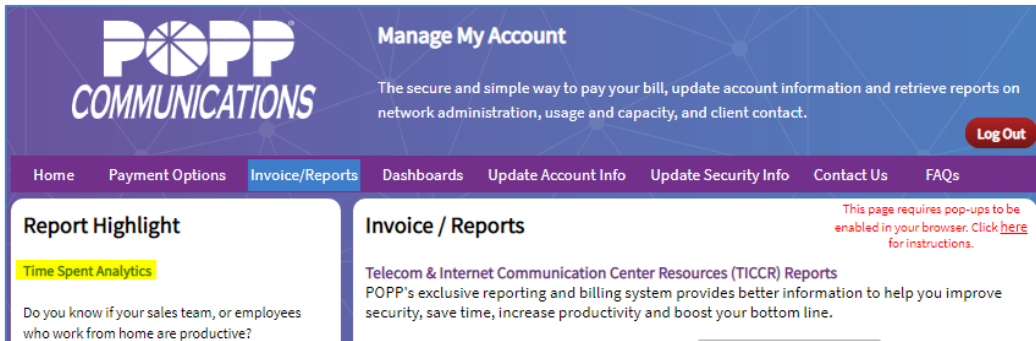 POPP
COMMUNICATIONS
Manage My Account
The secure and simple way to pay your bill, update account information and retrieve reports on
network administration, usage and capacity, and client contact.
Log Out
Home Payment Options Invoice/Reports Dashboards Update Account Info Update Security Info Contact Us FAQs
Report Highlight
Time Spent Analytics
Do you know if your sales team, or employees
who work from home are productive?
Invoice / Reports
This page requires pop-ups to be
enabled in your browser. Click here
for instructions.
Telecom & Internet Communication Center Resources (TICCR) Reports
POPP's exclusive reporting and billing system provides better information to help you improve
security, save time, increase productivity and boost your bottom line.